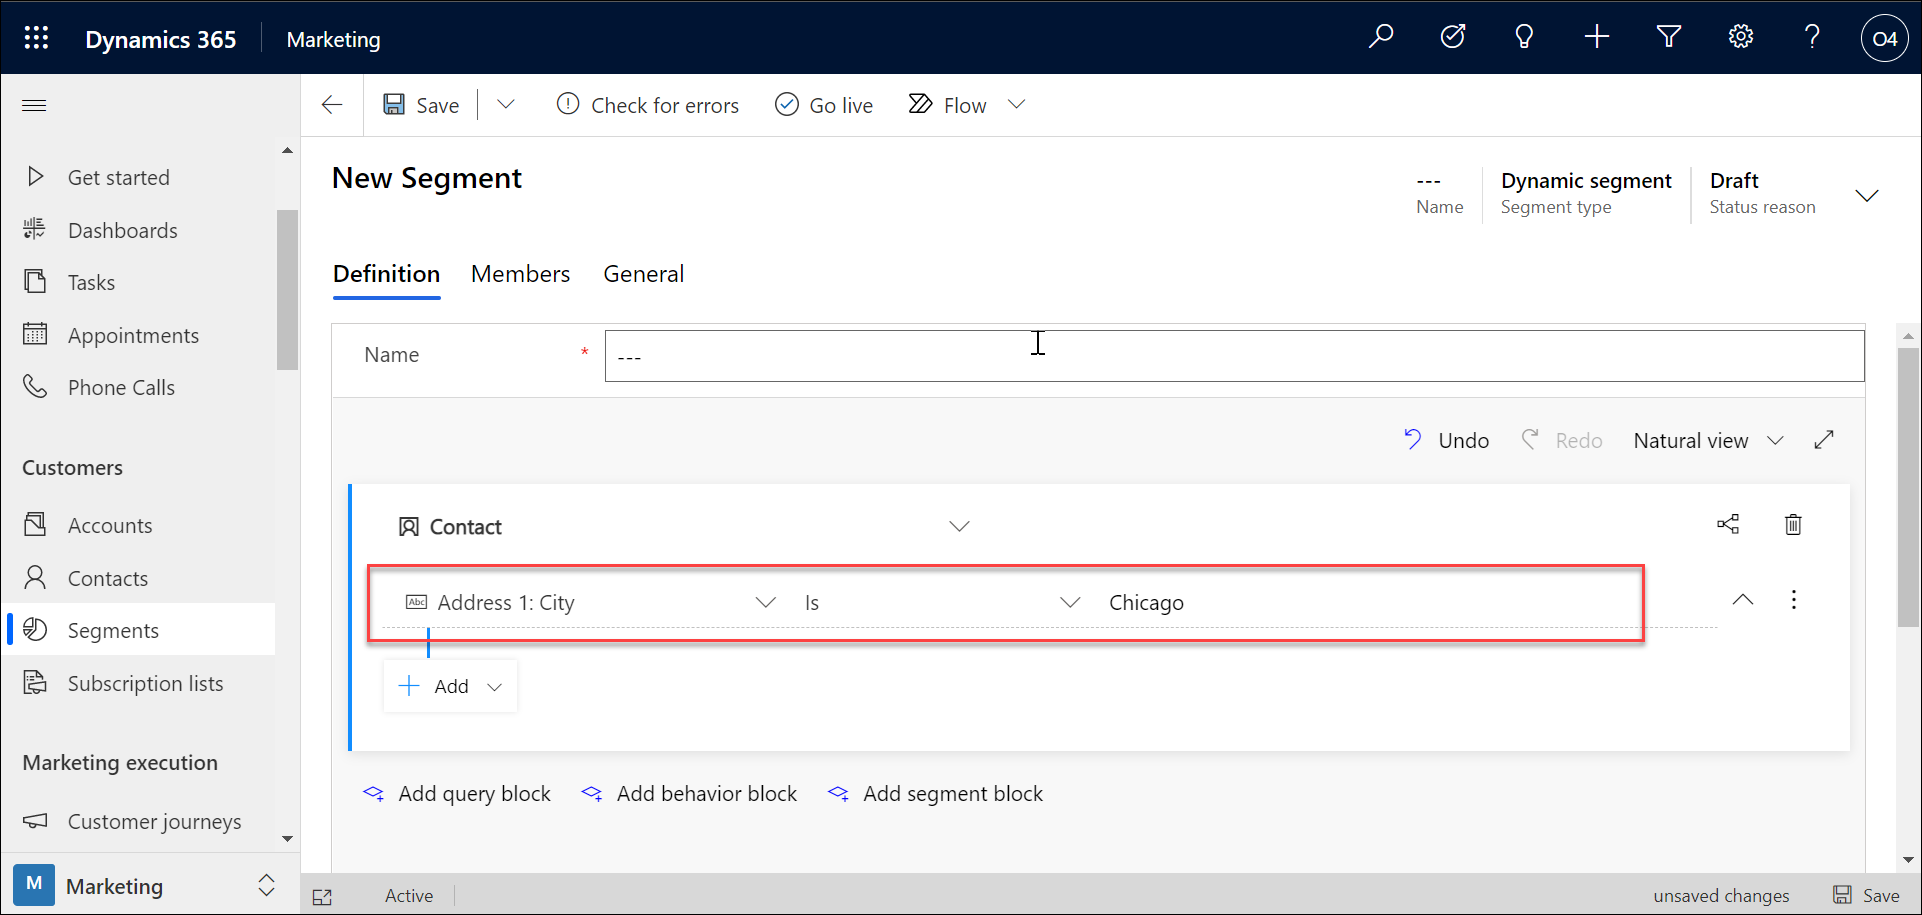 Dynamics 365 Marketing O4
Save Check for errors Go live Flow
Get started
Dashboards
Tasks
Appointments
Phone Calls
Customers
Accounts
Contacts
Segments
Subscription lists
Marketing execution
Customer journeys
M Marketing
New Segment
--- Dynamic segment Draft
Name Segment type Status reason
Definition Members General
Name * ---
Undo Redo Natural view
Contact
Abc Address 1: City Is Chicago
Add
Add query block Add behavior block Add segment block
Active unsaved changes Save